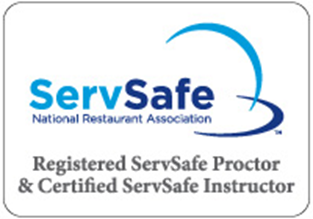 ServSafe
National Restaurant Association
™
Registered ServSafe Proctor
& Certified ServSafe Instructor